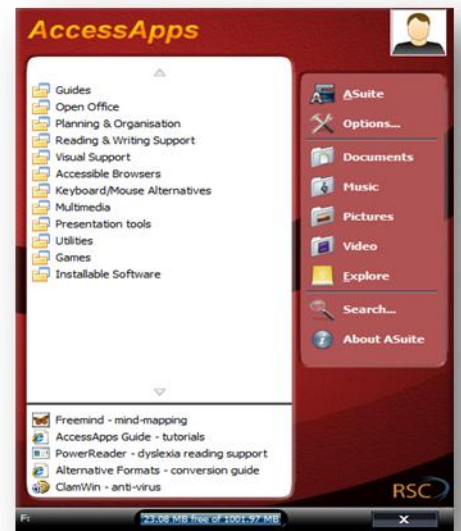 AccessApps
Guides
Open Office
Planning & Organisation
Reading & Writing Support
Visual Support
Accessible Browsers
Keyboard/Mouse Alternatives
Multimedia
Presentation tools
Utilities
Games
Installable Software
Freemind - mind-mapping
AccessApps Guide - tutorials
PowerReader - dyslexia reading support
Alternative Formats - conversion guide
ClamWin - anti-virus
ASuite
Options...
Documents
Music
Pictures
Video
Explore
Search...
About ASuite
RSC
F:
23.08 MB free of 1001.97 MB
X